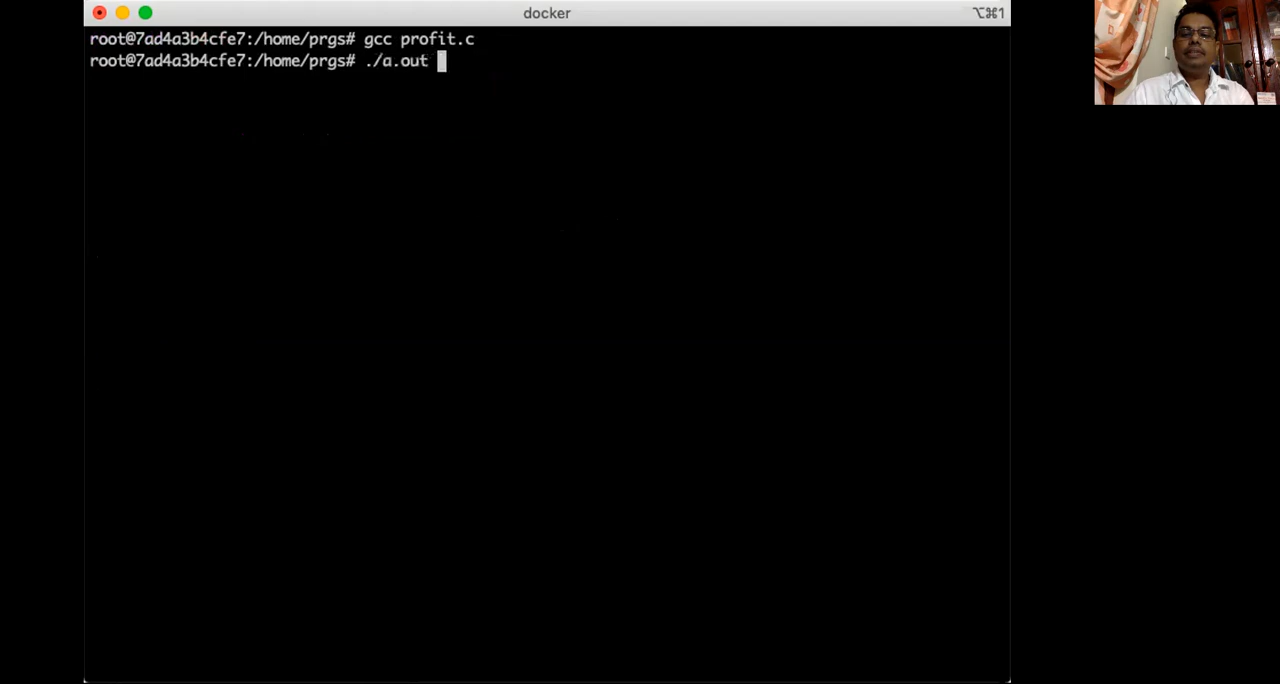 docker
⌥⌘1
root@7ad4a3b4cfe7:/home/prgs# gcc profit.c
root@7ad4a3b4cfe7:/home/prgs# ./a.out